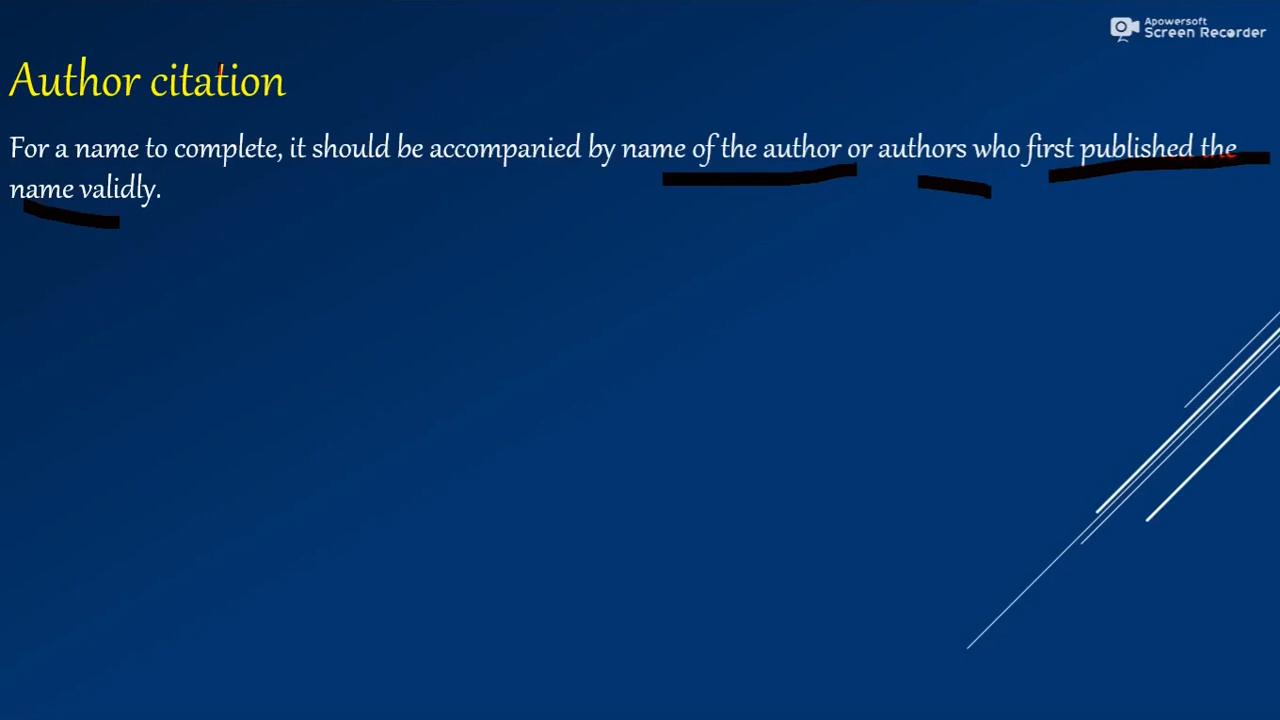 Apowersoft
Screen Recorder
Author citation
For a name to complete, it should be accompanied by name of the author or authors who first published the
name validly.